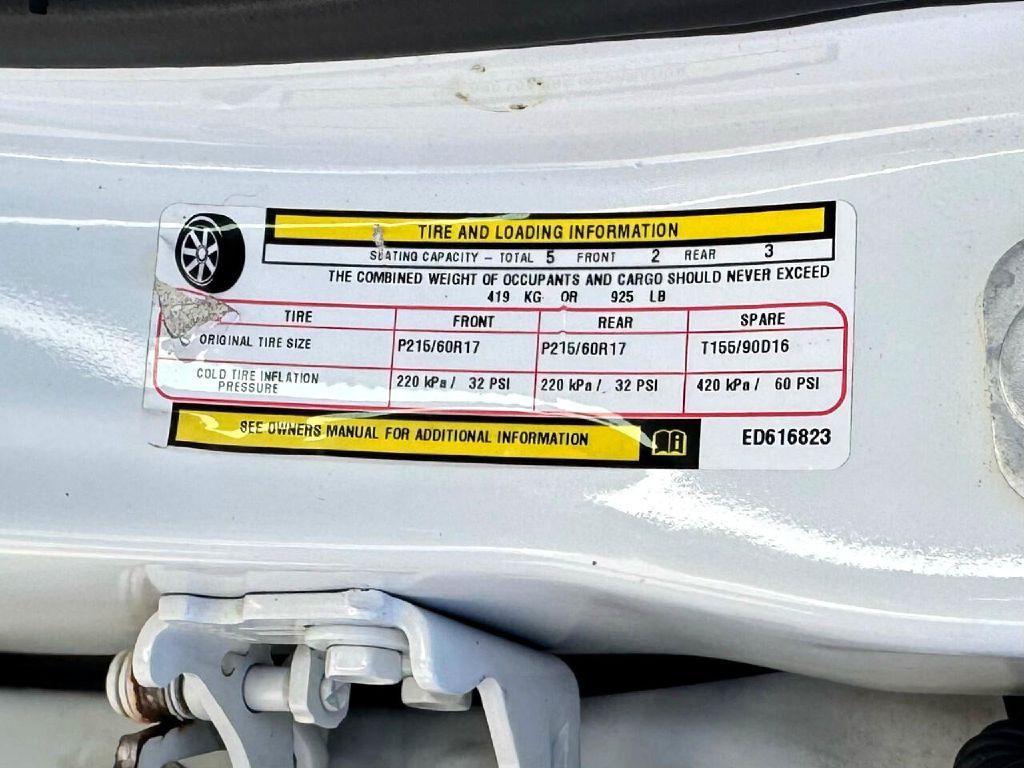 TIRE AND LOADING INFORMATION
SEATING CAPACITY – TOTAL 5 FRONT 2 REAR 3
THE COMBINED WEIGHT OF OCCUPANTS AND CARGO SHOULD NEVER EXCEED
419 KG OR 925 LB
TIRE FRONT REAR SPARE
ORIGINAL TIRE SIZE P215/60R17 P215/60R17 T155/90D16
COLD TIRE INFLATION PRESSURE 220 kPa / 32 PSI 220 kPa / 32 PSI 420 kPa / 60 PSI
SEE OWNERS MANUAL FOR ADDITIONAL INFORMATION
ED616823